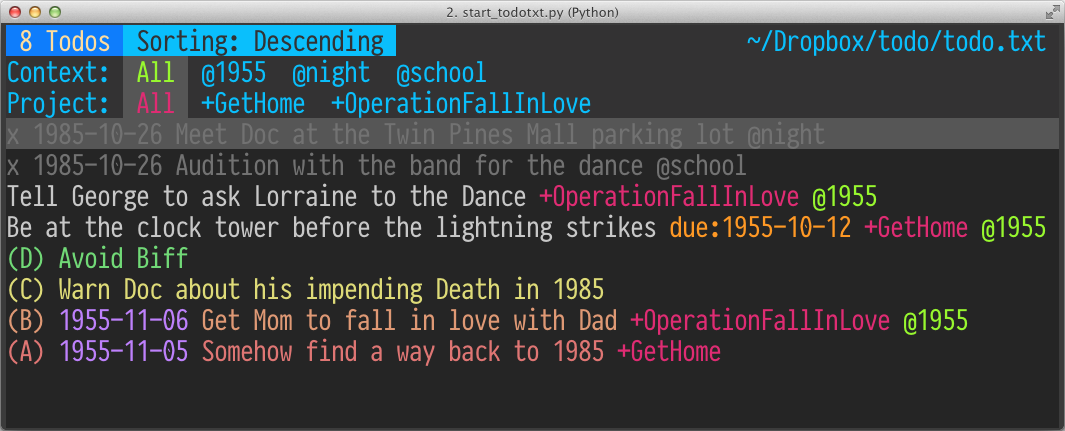 2. start_todotxt.py (Python)
8 Todos Sorting: Descending ~/Dropbox/todo/todo.txt
Context: All @1955 @night @school
Project: All +GetHome +OperationFallInLove
x 1985-10-26 Meet Doc at the Twin Pines Mall parking lot @night
x 1985-10-26 Audition with the band for the dance @school
Tell George to ask Lorraine to the Dance +OperationFallInLove @1955
Be at the clock tower before the lightning strikes due:1955-10-12 +GetHome @1955
(D) Avoid Biff
(C) Warn Doc about his impending Death in 1985
(B) 1955-11-06 Get Mom to fall in love with Dad +OperationFallInLove @1955
(A) 1955-11-05 Somehow find a way back to 1985 +GetHome